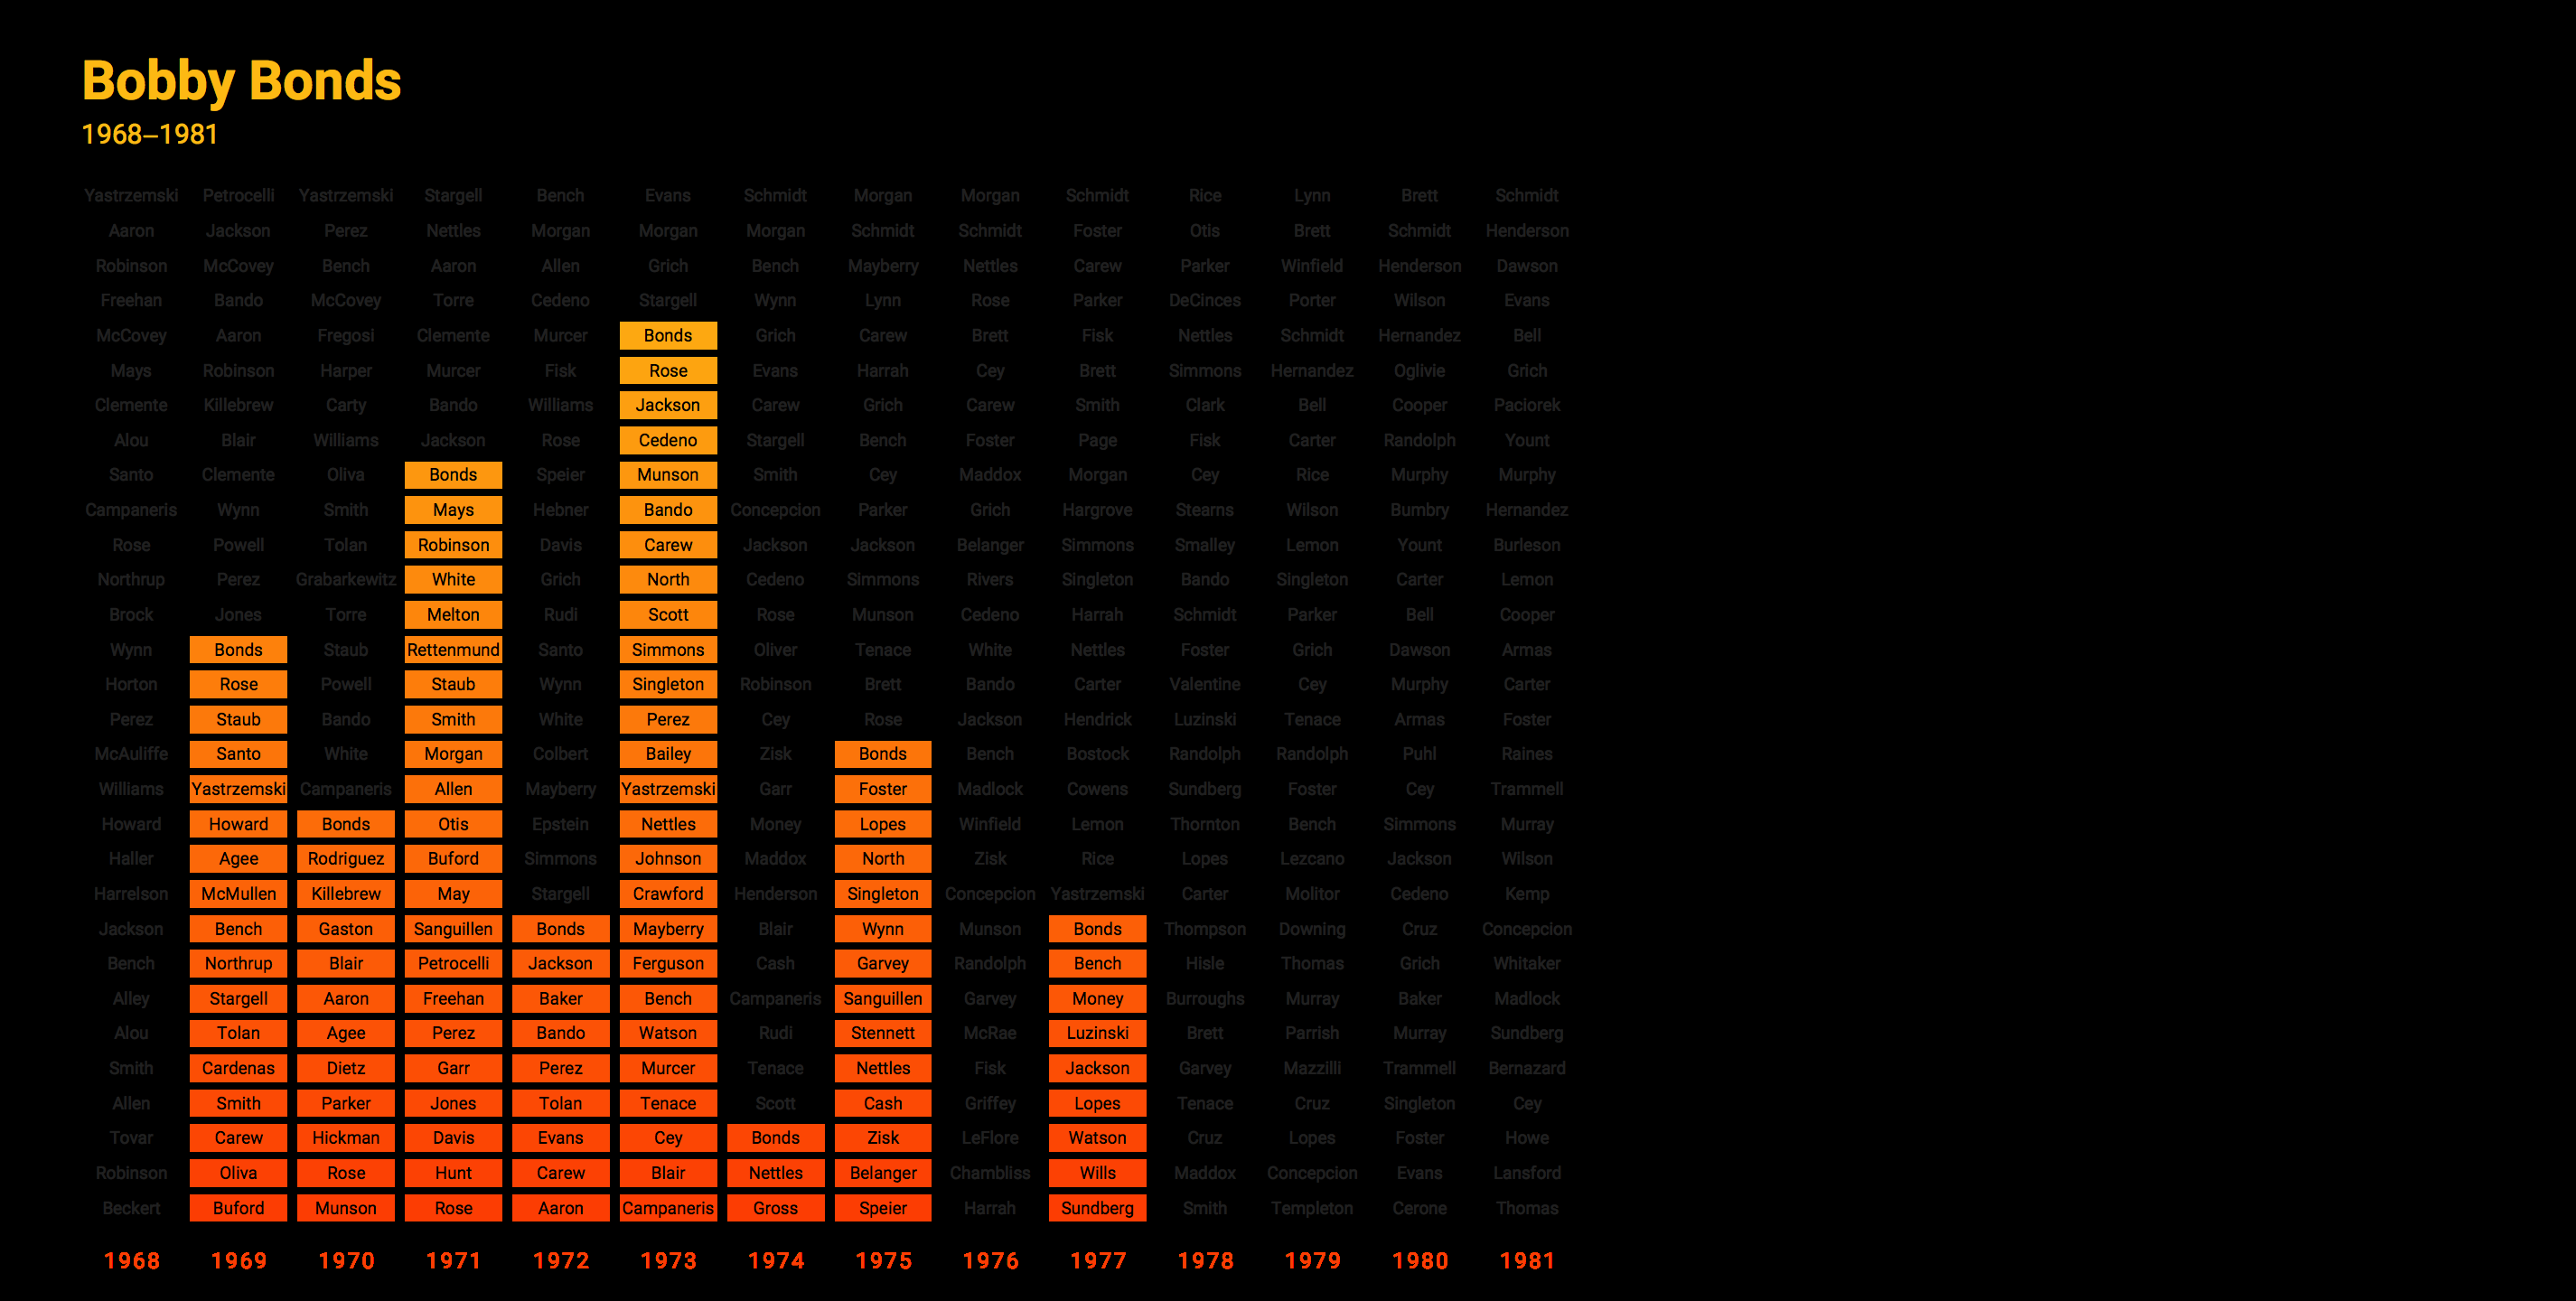 Bobby Bonds
1968–1981
Yastrzemski Petrocelli Yastrzemski Stargell Bench Evans Schmidt Morgan Morgan Schmidt Rice Lynn Brett Schmidt
Aaron Jackson Perez Nettles Morgan Morgan Morgan Schmidt Schmidt Foster Otis Brett Schmidt Henderson
Robinson McCovey Bench Aaron Allen Grich Bench Mayberry Nettles Carew Parker Winfield Henderson Dawson
Freehan Bando McCovey Torre Cedeno Stargell Wynn Lynn Rose Parker DeCinces Porter Wilson Evans
McCovey Aaron Fregosi Clemente Murcer Bonds Grich Carew Brett Fisk Nettles Schmidt Hernandez Bell
Mays Robinson Harper Murcer Fisk Rose Evans Harrah Cey Brett Simmons Hernandez Oglivie Grich
Clemente Killebrew Carty Bando Williams Jackson Carew Grich Carew Smith Clark Bell Cooper Paciorek
Alou Blair Williams Jackson Rose Cedeno Stargell Bench Foster Page Fisk Carter Randolph Yount
Santo Clemente Oliva Bonds Speier Munson Smith Cey Maddox Morgan Cey Rice Murphy Murphy
Campaneris Wynn Smith Mays Hebner Bando Concepcion Parker Grich Hargrove Stearns Wilson Bumbry Hernandez
Rose Powell Tolan Robinson Davis Carew Jackson Jackson Belanger Simmons Smalley Lemon Yount Burleson
Northrup Perez Grabarkewitz White Grich North Cedeno Simmons Rivers Singleton Bando Singleton Carter Lemon
Brock Jones Torre Melton Rudi Scott Rose Munson Cedeno Harrah Schmidt Parker Bell Cooper
Wynn Bonds Staub Rettenmund Santo Simmons Oliver Tenace White Nettles Foster Grich Dawson Armas
Horton Rose Powell Staub Wynn Singleton Robinson Brett Bando Carter Valentine Cey Murphy Carter
Perez Staub Bando Smith White Perez Cey Rose Jackson Hendrick Luzinski Tenace Armas Foster
McAuliffe Santo White Morgan Colbert Bailey Zisk Bonds Bench Bostock Randolph Randolph Puhl Raines
Williams Yastrzemski Campaneris Allen Mayberry Yastrzemski Garr Foster Madlock Cowens Sundberg Foster Cey Trammell
Howard Howard Bonds Otis Epstein Nettles Money Lopes Winfield Lemon Thornton Bench Simmons Murray
Haller Agee Rodriguez Buford Simmons Johnson Maddox North Zisk Rice Lopes Lezcano Jackson Wilson
Harrelson McMullen Killebrew May Stargell Crawford Henderson Singleton Concepcion Yastrzemski Carter Molitor Cedeno Kemp
Jackson Bench Gaston Sanguillen Bonds Mayberry Blair Wynn Munson Bonds Thompson Downing Cruz Concepcion
Bench Northrup Blair Petrocelli Jackson Ferguson Cash Garvey Randolph Bench Hisle Thomas Grich Whitaker
Alley Stargell Aaron Freehan Baker Bench Campaneris Sanguillen Garvey Money Burroughs Murray Baker Madlock
Alou Tolan Agee Perez Bando Watson Rudi Stennett McRae Luzinski Brett Parrish Murray Sundberg
Smith Cardenas Dietz Garr Perez Murcer Tenace Nettles Fisk Jackson Garvey Mazzilli Trammell Bernazard
Allen Smith Parker Jones Tolan Tenace Scott Cash Griffey Lopes Tenace Cruz Singleton Cey
Tovar Carew Hickman Davis Evans Cey Bonds Zisk LeFlore Watson Cruz Lopes Foster Howe
Robinson Oliva Rose Hunt Carew Blair Nettles Belanger Chambliss Wills Maddox Concepcion Evans Lansford
Beckert Buford Munson Rose Aaron Campaneris Gross Speier Harrah Sundberg Smith Templeton Cerone Thomas
1968 1969 1970 1971 1972 1973 1974 1975 1976 1977 1978 1979 1980 1981